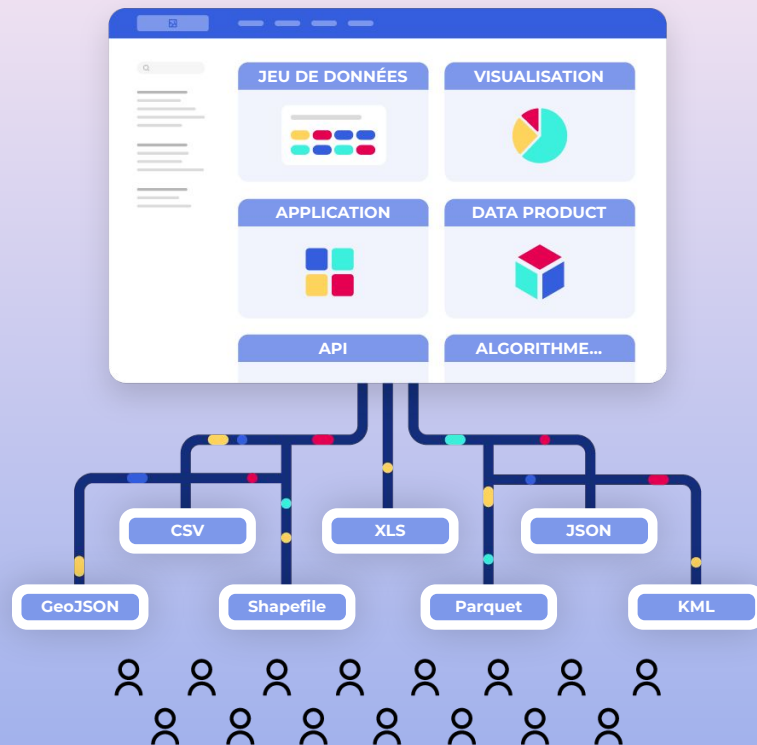 JEU DE DONNÉES
VISUALISATION
APPLICATION
DATA PRODUCT
API
ALGORITHME...
CSV
XLS
JSON
GeoJSON
Shapefile
Parquet
KML